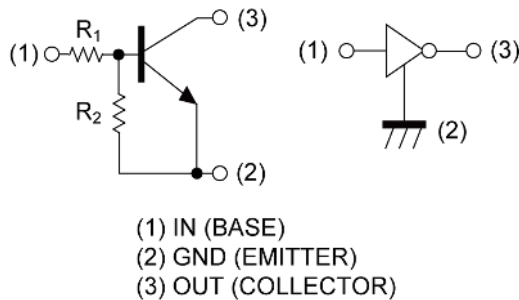 (3)
(1) R₁
R₂
(2)
(1) (3)
(2)
(1) IN (BASE)
(2) GND (EMITTER)
(3) OUT (COLLECTOR)